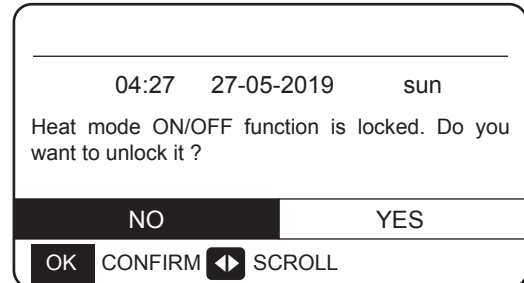 04:27 27-05-2019 sun
Heat mode ON/OFF function is locked. Do you
want to unlock it ?
NO YES
OK CONFIRM SCROLL